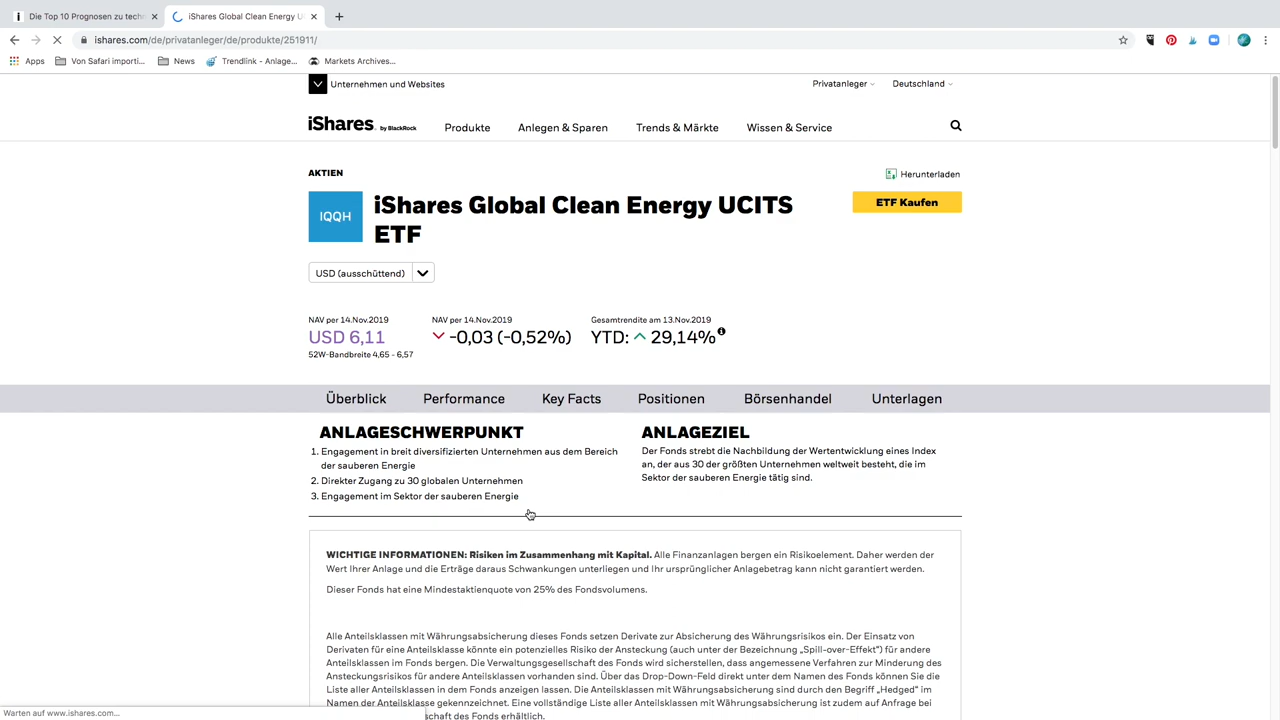 Die Top 10 Prognosen zu tech
iShares Global Clean Energy U
ishares.com/de/privatanleger/de/produkte/251911/
Apps Von Safari importi... News Trendlink - Anlage... Markets Archives...
Unternehmen und Websites Privatanleger Deutschland
iShares. by BlackRock Produkte Anlegen & Sparen Trends & Märkte Wissen & Service
AKTIEN Herunterladen
IQQH iShares Global Clean Energy UCITS ETF Kaufen
ETF
USD (ausschüttend)
NAV per 14.Nov.2019 NAV per 14.Nov.2019 Gesamtrendite am 13.Nov.2019
USD 6,11 -0,03 (-0,52%) YTD: 29,14%
52W-Bandbreite 4,65 - 6,57
Überblick Performance Key Facts Positionen Börsenhandel Unterlagen
ANLAGESCHWERPUNKT
1. Engagement in breit diversifizierten Unternehmen aus dem Bereich
der sauberen Energie
2. Direkter Zugang zu 30 globalen Unternehmen
3. Engagement im Sektor der sauberen Energie
ANLAGEZIEL
Der Fonds strebt die Nachbildung der Wertentwicklung eines Index
an, der aus 30 der größten Unternehmen weltweit besteht, die im
Sektor der sauberen Energie tätig sind.
WICHTIGE INFORMATIONEN: Risiken im Zusammenhang mit Kapital. Alle Finanzanlagen bergen ein Risikoelement. Daher werden der
Wert Ihrer Anlage und die Erträge daraus Schwankungen unterliegen und Ihr ursprünglicher Anlagebetrag kann nicht garantiert werden.
Dieser Fonds hat eine Mindestaktienquote von 25% des Fondsvolumens.
Alle Anteilsklassen mit Währungsabsicherung dieses Fonds setzen Derivate zur Absicherung des Währungsrisikos ein. Der Einsatz von
Derivaten für eine Anteilsklasse könnte ein potenzielles Risiko der Ansteckung (auch unter der Bezeichnung „Spill-over-Effekt“) für andere
Anteilsklassen im Fonds bergen. Die Verwaltungsgesellschaft des Fonds wird sicherstellen, dass angemessene Verfahren zur Minderung des
Ansteckungsrisikos für andere Anteilsklassen vorhanden sind. Über das Drop-Down-Feld direkt unter dem Namen des Fonds können Sie die
Liste aller Anteilsklassen in dem Fonds anzeigen lassen. Die Anteilsklassen mit Währungsabsicherung sind durch den Begriff „Hedged“ im
Namen der Anteilklasse gekennzeichnet. Eine vollständige Liste aller Anteilsklassen mit Währungsabsicherung ist zudem auf Anfrage bei
schaft des Fonds erhältlich.
Warten auf www.ishares.com...